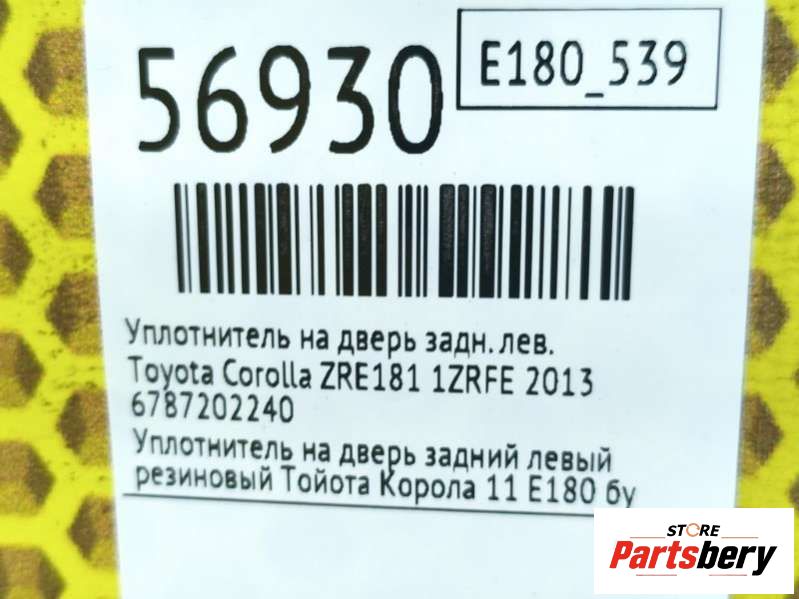 56930
E180_539
Уплотнитель на дверь задн. лев.
Toyota Corolla ZRE181 1ZRFE 2013
6787202240
Уплотнитель на дверь задний левый
резиновый Тойота Корола 11 Е180 бу
STORE
Partsbery